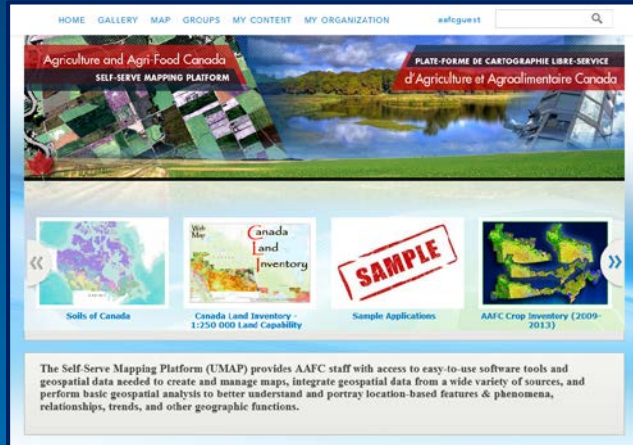 HOME GALLERY MAP GROUPS MY CONTENT MY ORGANIZATION aafcguest
Agriculture and Agri-Food Canada
SELF-SERVE MAPPING PLATFORM
PLATE-FORME DE CARTOGRAPHIE LIBRE-SERVICE
d'Agriculture et Agroalimentaire Canada
Web Map
Canada
Land
Inventory
SAMPLE
Soils of Canada
Canada Land Inventory -
1:250 000 Land Capability
Sample Applications
AAFC Crop Inventory (2009-
2013)
The Self-Serve Mapping Platform (UMAP) provides AAFC staff with access to easy-to-use software tools and
geospatial data needed to create and manage maps, integrate geospatial data from a wide variety of sources, and
perform basic geospatial analysis to better understand and portray location-based features & phenomena,
relationships, trends, and other geographic functions.